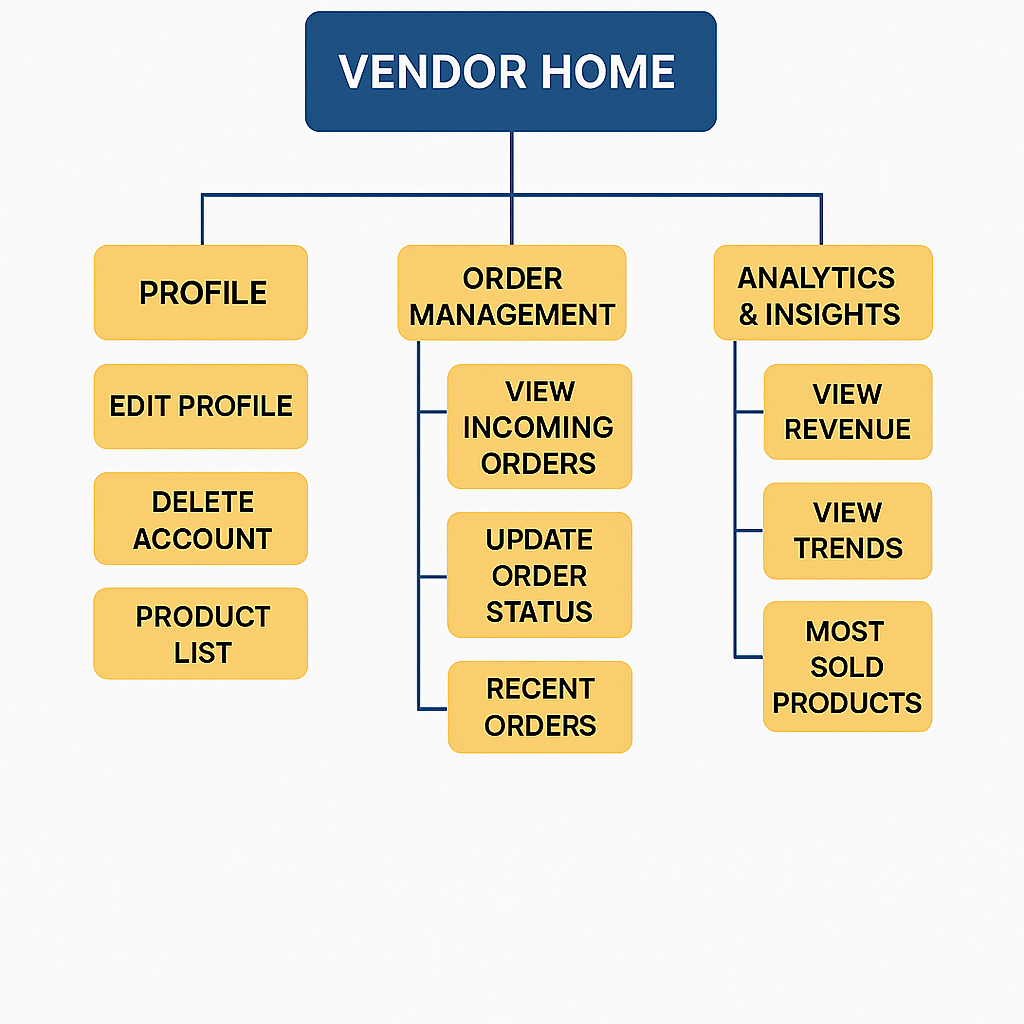 VENDOR HOME
PROFILE
EDIT PROFILE
DELETE
ACCOUNT
PRODUCT
LIST
ORDER
MANAGEMENT
VIEW
INCOMING
ORDERS
UPDATE
ORDER
STATUS
RECENT
ORDERS
ANALYTICS
& INSIGHTS
VIEW
REVENUE
VIEW
TRENDS
MOST
SOLD
PRODUCTS